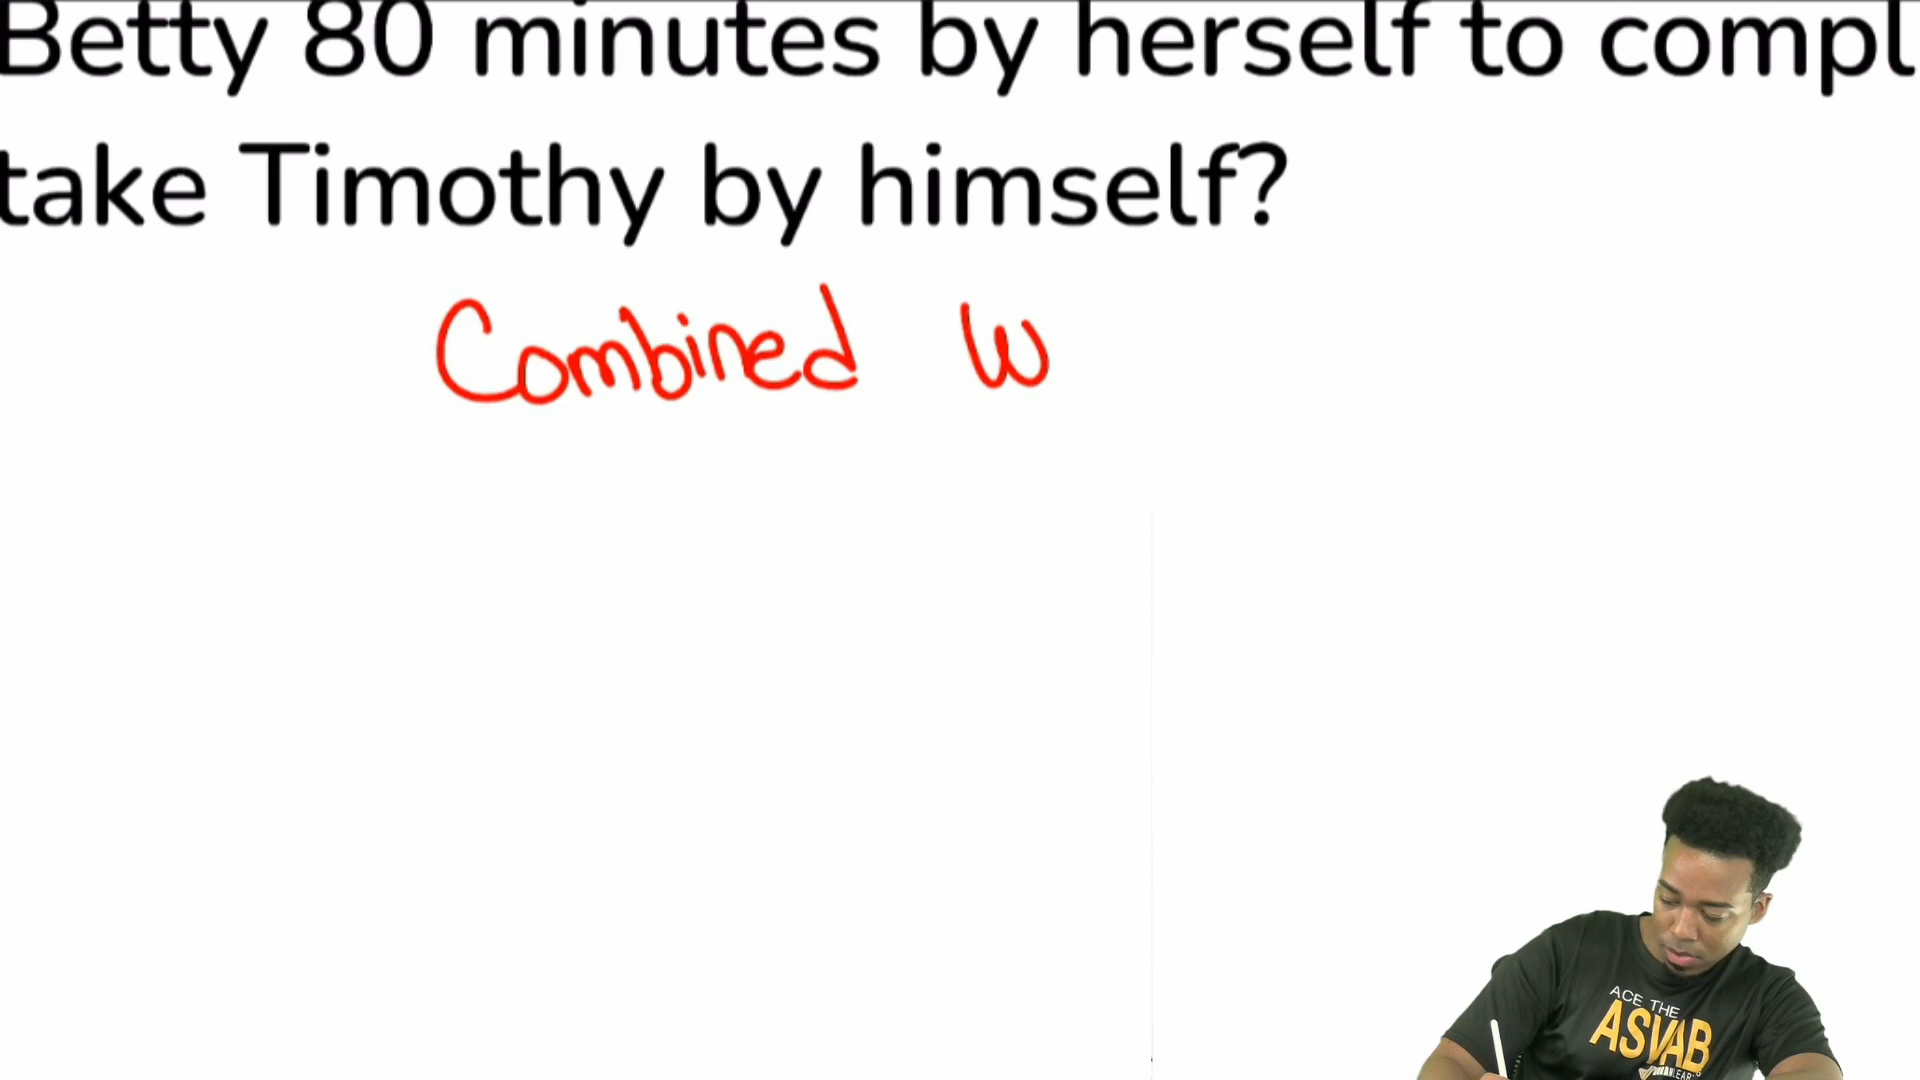 Betty 80 minutes by herself to compl
take Timothy by himself?
Combined W
ACE THE
ASVAB